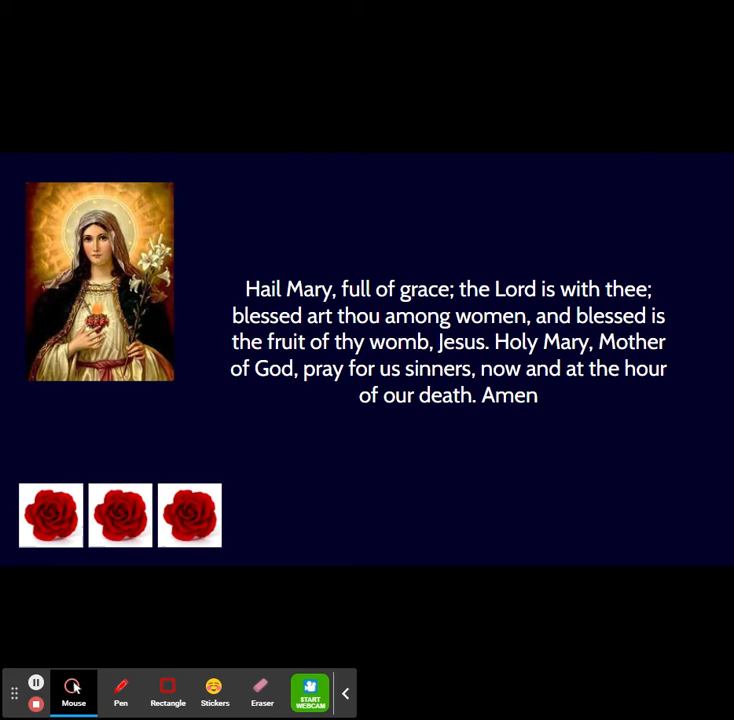 Hail Mary, full of grace; the Lord is with thee;
blessed art thou among women, and blessed is
the fruit of thy womb, Jesus. Holy Mary, Mother
of God, pray for us sinners, now and at the hour
of our death. Amen
Mouse Pen Rectangle Stickers Eraser START
WEBCAM